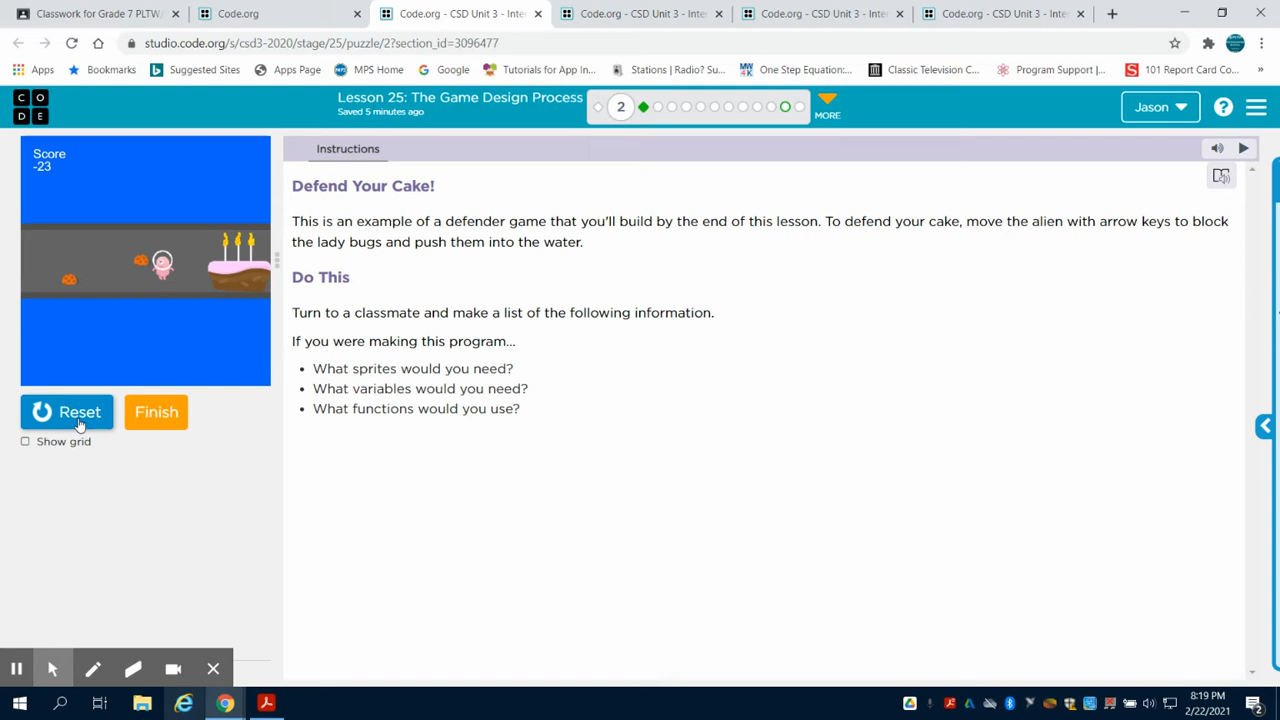 Classwork for Grade 7 PLTW
Code.org
Code.org - CSD Unit 3 - Inte
Code.org - CSD Unit 3 - Inte
Code.org - CSD Unit 3 - Inte
Code.org - CSD Unit 3 - Inte
studio.code.org/s/csd3-2020/stage/25/puzzle/2?section_id=3096477
Apps
Bookmarks
Suggested Sites
Apps Page
MPS Home
Google
Tutorials for App In...
Stations | Radio? Su...
One Step Equation:...
Classic Television C...
Program Support |...
101 Report Card Co...
»
C O
D E
Lesson 25: The Game Design Process
Saved 5 minutes ago
2
MORE
Jason
?
Score
-23
Instructions
Defend Your Cake!
This is an example of a defender game that you'll build by the end of this lesson. To defend your cake, move the alien with arrow keys to block
the lady bugs and push them into the water.
Do This
Turn to a classmate and make a list of the following information.
If you were making this program...
• What sprites would you need?
• What variables would you need?
• What functions would you use?
Reset
Finish
Show grid
8:19 PM
2/22/2021
2